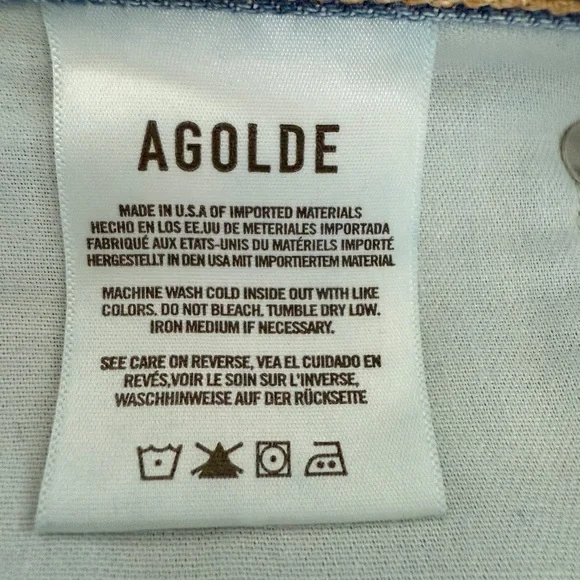 AGOLDE
MADE IN U.S.A OF IMPORTED MATERIALS
HECHO EN LOS EE.UU DE METERIALES IMPORTADA
FABRIQUÉ AUX ETATS-UNIS DU MATÉRIELS IMPORTÉ
HERGESTELLT IN DEN USA MIT IMPORTIERTEM MATERIAL
MACHINE WASH COLD INSIDE OUT WITH LIKE
COLORS. DO NOT BLEACH. TUMBLE DRY LOW.
IRON MEDIUM IF NECESSARY.
SEE CARE ON REVERSE, VEA EL CUIDADO EN
REVÉS,VOIR LE SOIN SUR L'INVERSE,
WASCHHINWEISE AUF DER RÜCKSEITE